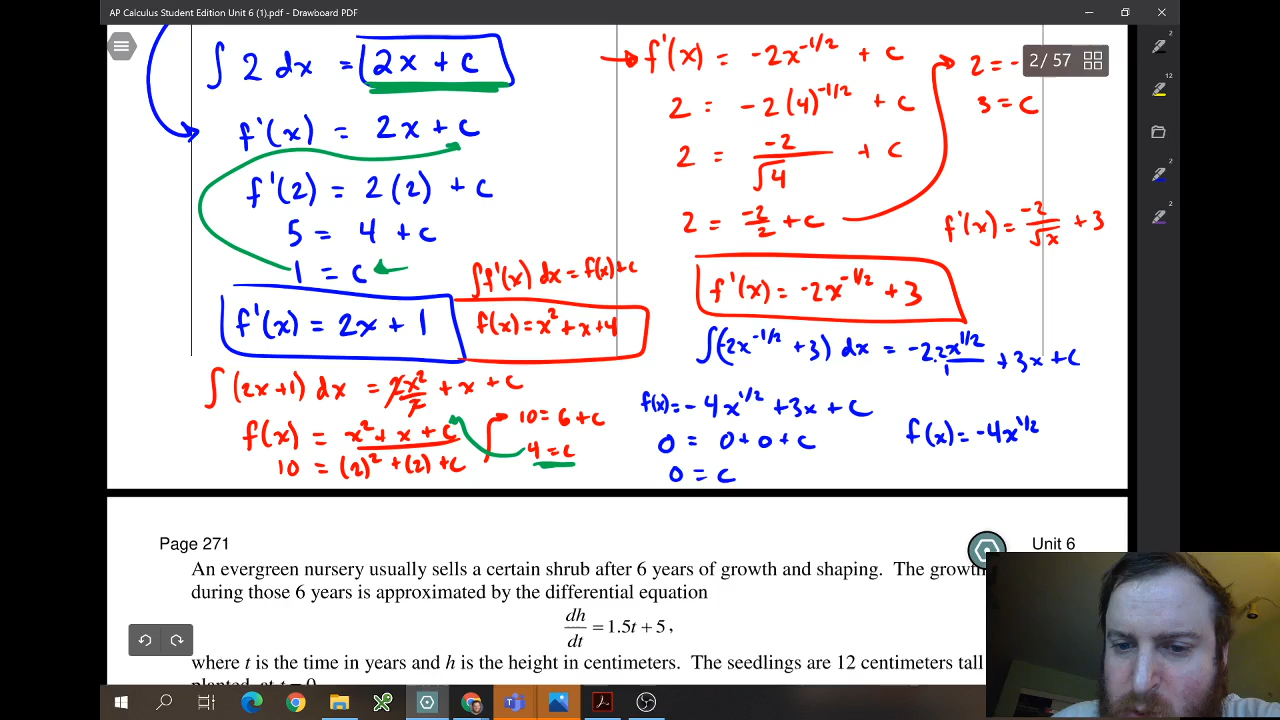 AP Calculus Student Edition Unit 6 (1).pdf - Drawboard PDF
2 / 57
∫ 2 dx = 2x + c
f'(x) = 2x + c
f'(2) = 2(2) + c
5 = 4 + c
1 = c
f'(x) = 2x + 1
∫f'(x) dx = f(x) + c
f(x) = x² + x + 4
∫ (2x+1) dx = 2x²/2 + x + c
f(x) = x² + x + c
10 = (2)² + (2) + c
10 = 6 + c
4 = c
f'(x) = -2x^-1/2 + c
2 = -2(4)^-1/2 + c
2 = -2/√4 + c
2 = -2/2 + c
2 = -
3 = c
f'(x) = -2/√x + 3
f'(x) = -2x^-1/2 + 3
∫(-2x^-1/2 + 3) dx = -2·2x^1/2/1 + 3x + c
f(x) = -4x^1/2 + 3x + c
0 = 0 + 0 + c
0 = c
f(x) = -4x^1/2
Page 271
Unit 6
An evergreen nursery usually sells a certain shrub after 6 years of growth and shaping. The growth
during those 6 years is approximated by the differential equation
dh/dt = 1.5t + 5,
where t is the time in years and h is the height in centimeters. The seedlings are 12 centimeters tall
planted, at t = 0.